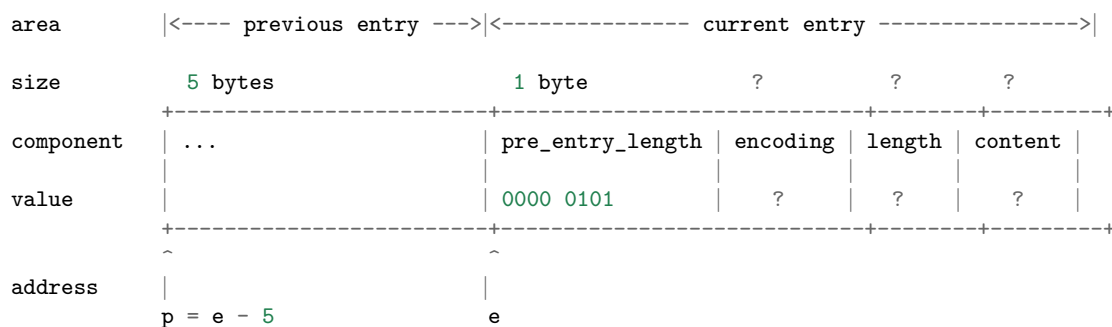 area        |<---- previous entry --->|<-------------- current entry ---------------->|
size          5 bytes                   1 byte             ?          ?        ?
            +-------------------------+-----------------------------+--------+---------+
component   | ...                     | pre_entry_length | encoding | length | content |
            |                         |                  |          |        |         |
value       |                         | 0000 0101        |    ?     |   ?    |    ?    |
            +-------------------------+-----------------------------+--------+---------+
            ^                         ^
address     |                         |
            p = e - 5                 e